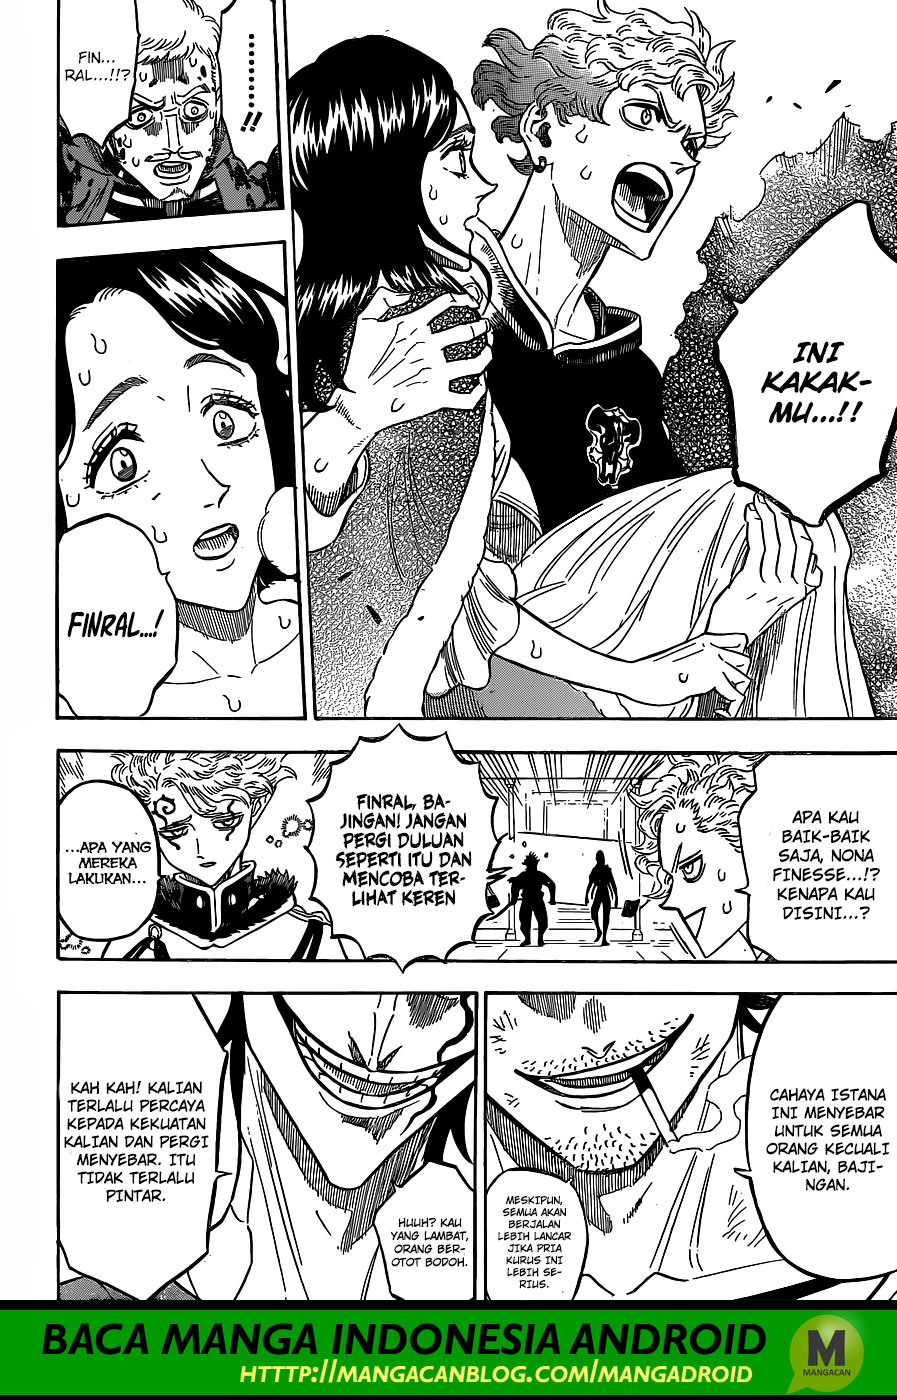 INI
KAKAK-
MU...!!
.........!!
FIN...
RAL...!!?
FINRAL...!
APA KAU
BAIK-BAIK
SAJA, NONA
FINESSE...!?
KENAPA KAU
DISINI...?
FINRAL, BA-
JINGAN! JANGAN
PERGI DULUAN
SEPERTI ITU DAN
MENCOBA TER-
LIHAT KEREN
...APA YANG
MEREKA
LAKUKAN...
CAHAYA ISTANA
INI MENYEBAR
UNTUK SEMUA
ORANG KECUALI
KALIAN, BAJI-
NGAN.
MESKIPUN,
SEMUA AKAN
BERJALAN
LEBIH LANCAR
JIKA PRIA
KURUS INI
LEBIH SE-
RIUS.
HUUH? KAU
YANG LAMBAT,
ORANG BER-
OTOT BODOH.
KAH KAH! KALIAN
TERLALU PERCAYA
KEPADA KEKUATAN
KALIAN DAN PERGI
MENYEBAR. ITU
TIDAK TERLALU
PINTAR.
BACA MANGA INDONESIA ANDROID
HTTTP://MANGACANBLOG.COM/MANGADROID
M
MANGACAN